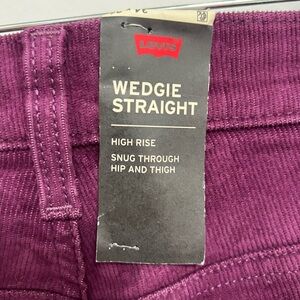 Levi's
WEDGIE
STRAIGHT
HIGH RISE
SNUG THROUGH
HIP AND THIGH